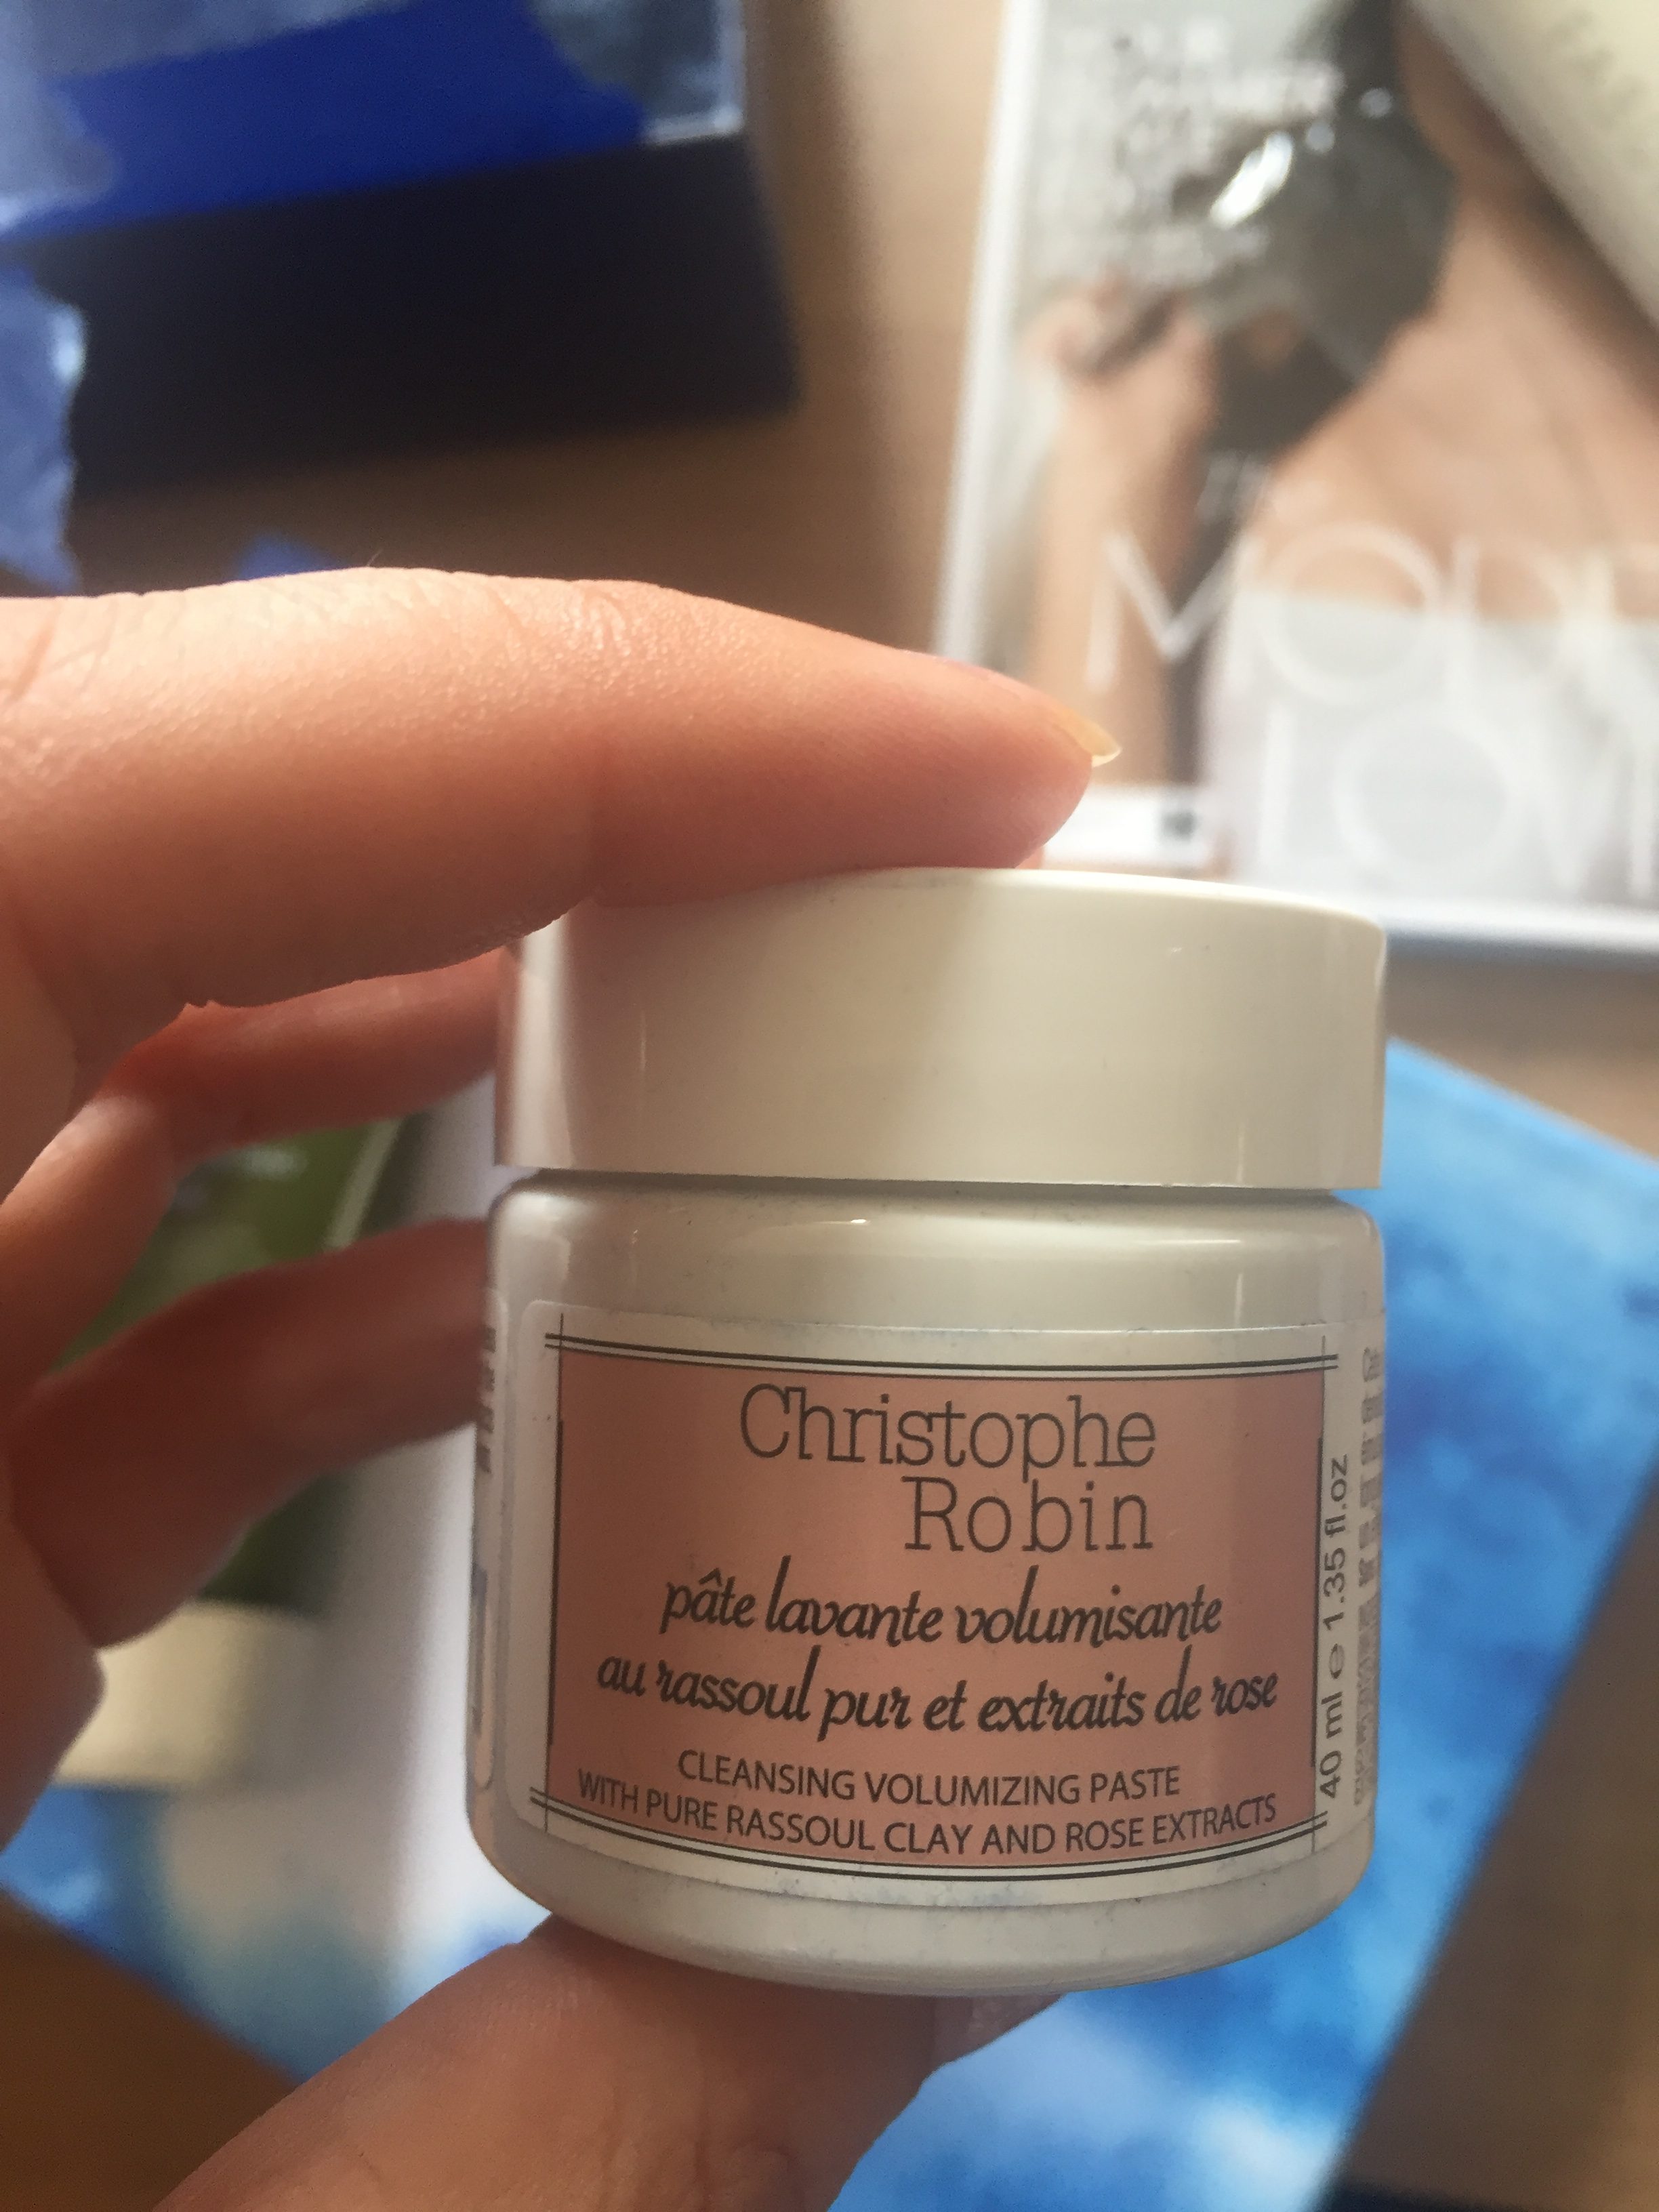 Christophe
Robin
pâte lavante volumisante
au rassoul pur et extraits de rose
CLEANSING VOLUMIZING PASTE
WITH PURE RASSOUL CLAY AND ROSE EXTRACTS
40 ml ℮ 1.35 fl.oz